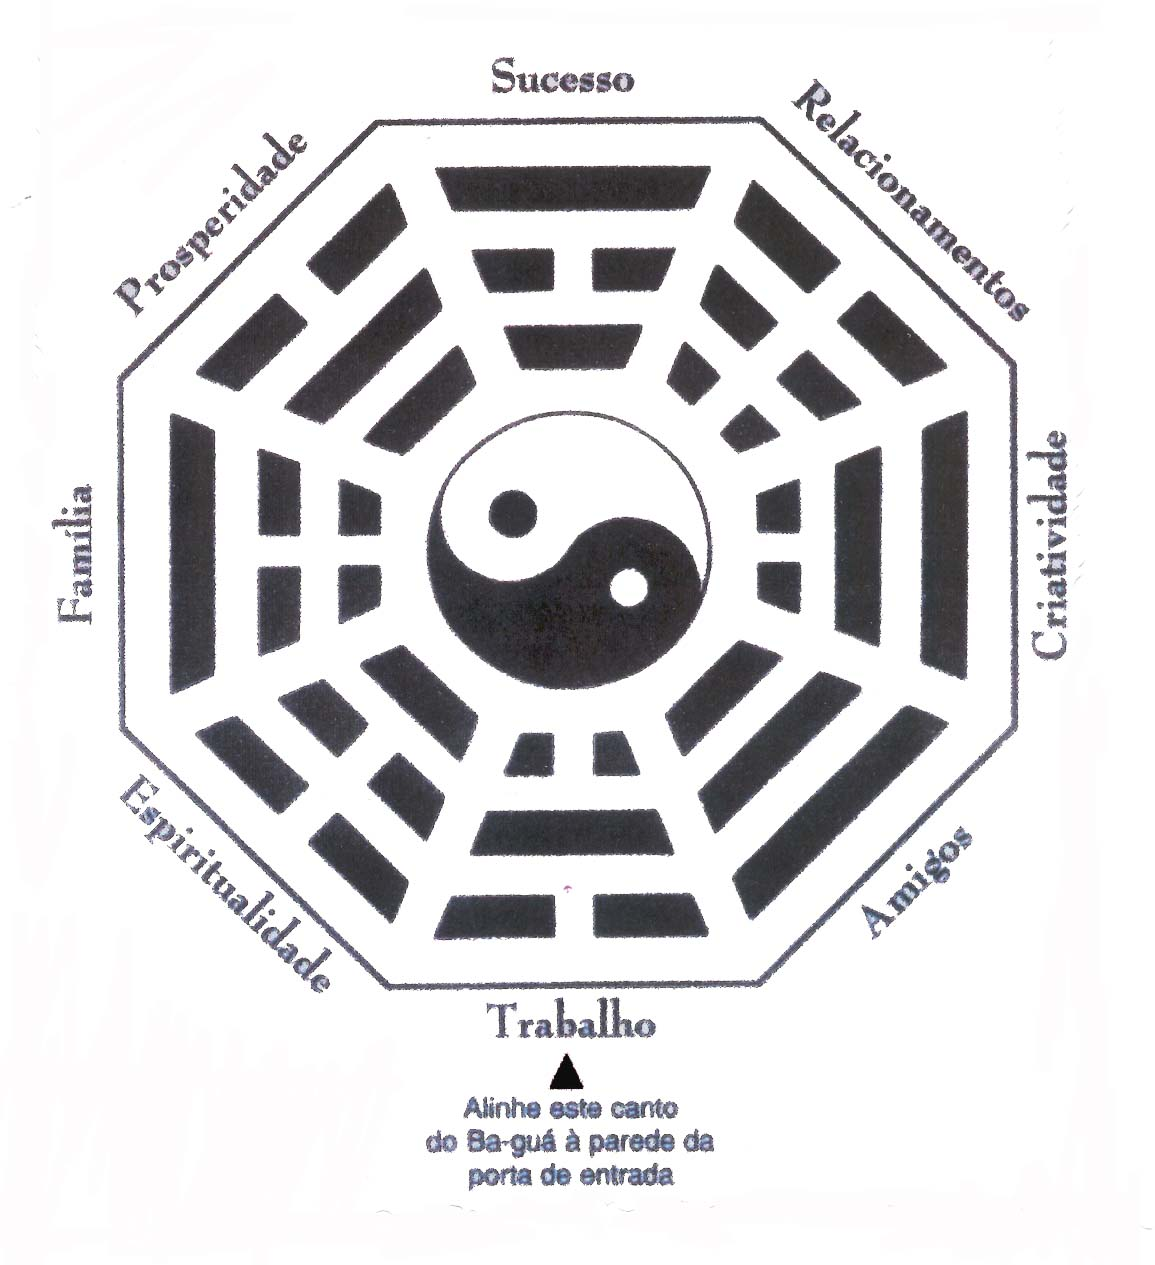 Sucesso
Relacionamentos
Prosperidade
Criatividade
Família
Amigos
Espiritualidade
Trabalho
Alinhe este canto
do Ba-guá à parede da
porta de entrada